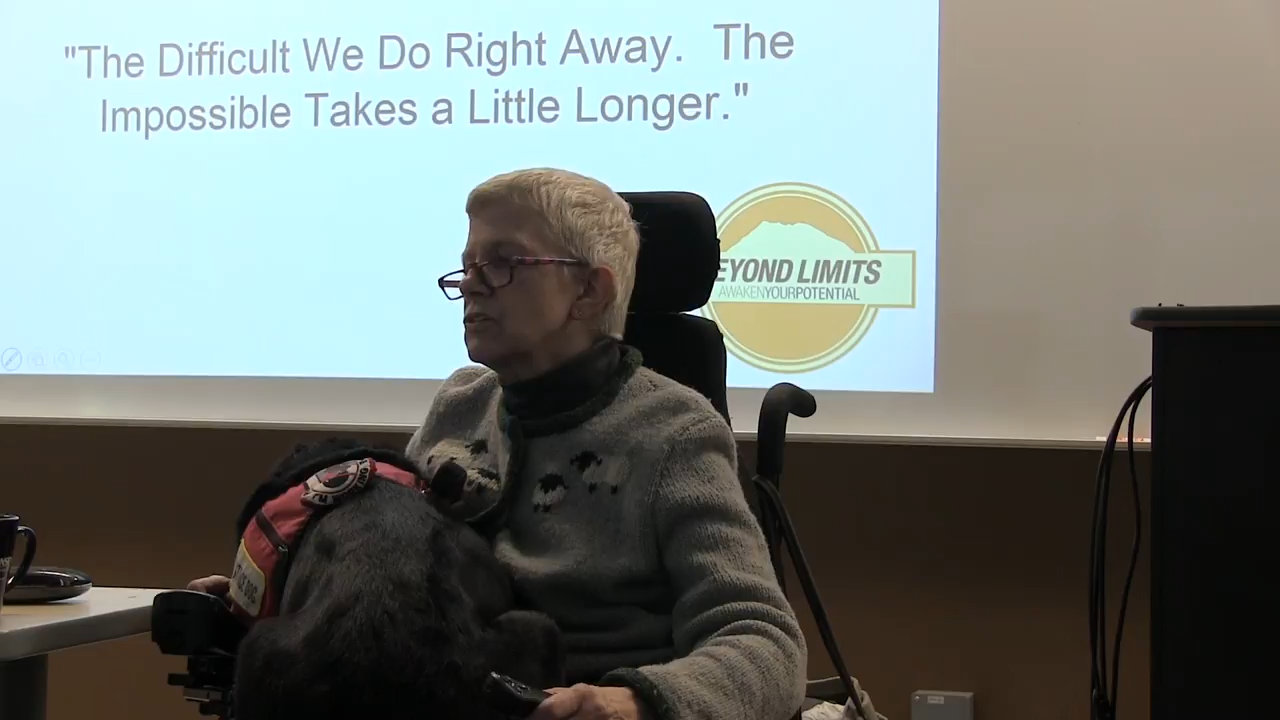 "The Difficult We Do Right Away. The
Impossible Takes a Little Longer."
EYOND LIMITS
AWAKENYOURPOTENTIAL